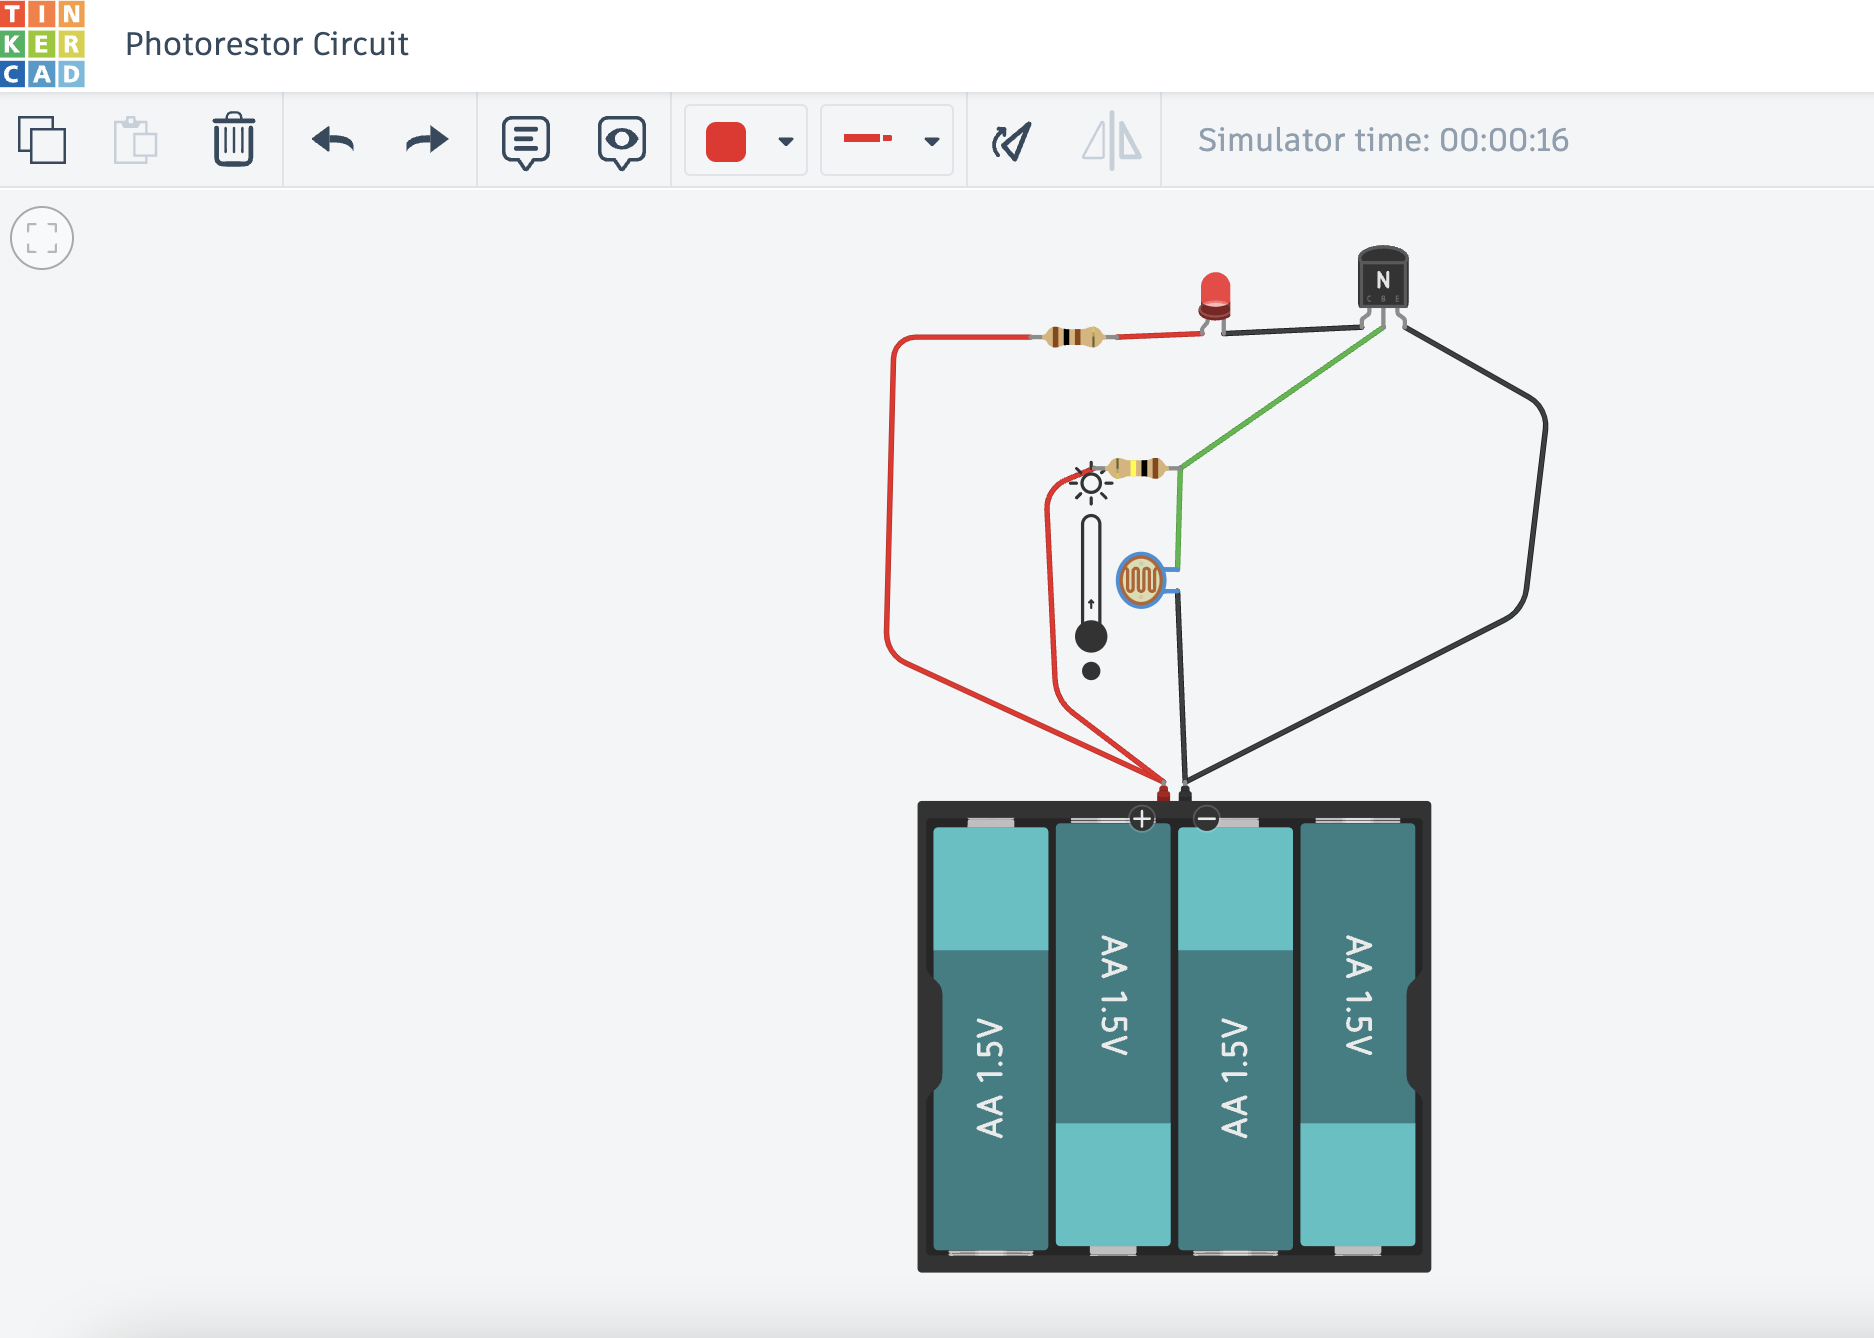 TIN
KER
CAD
Photorestor Circuit
Simulator time: 00:00:16
N
C B E
+
−
AA 1.5V
AA 1.5V
AA 1.5V
AA 1.5V